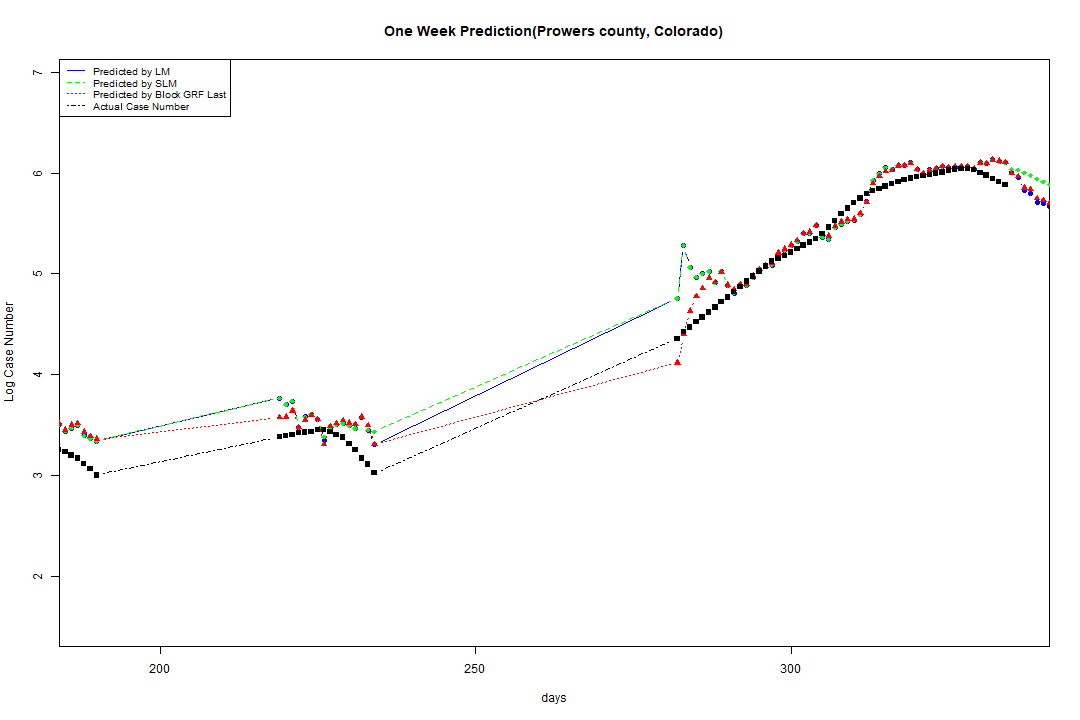 One Week Prediction(Prowers county, Colorado)
Predicted by LM
Predicted by SLM
Predicted by Block GRF Last
Actual Case Number
7
6
5
4
3
2
Log Case Number
200
250
300
days